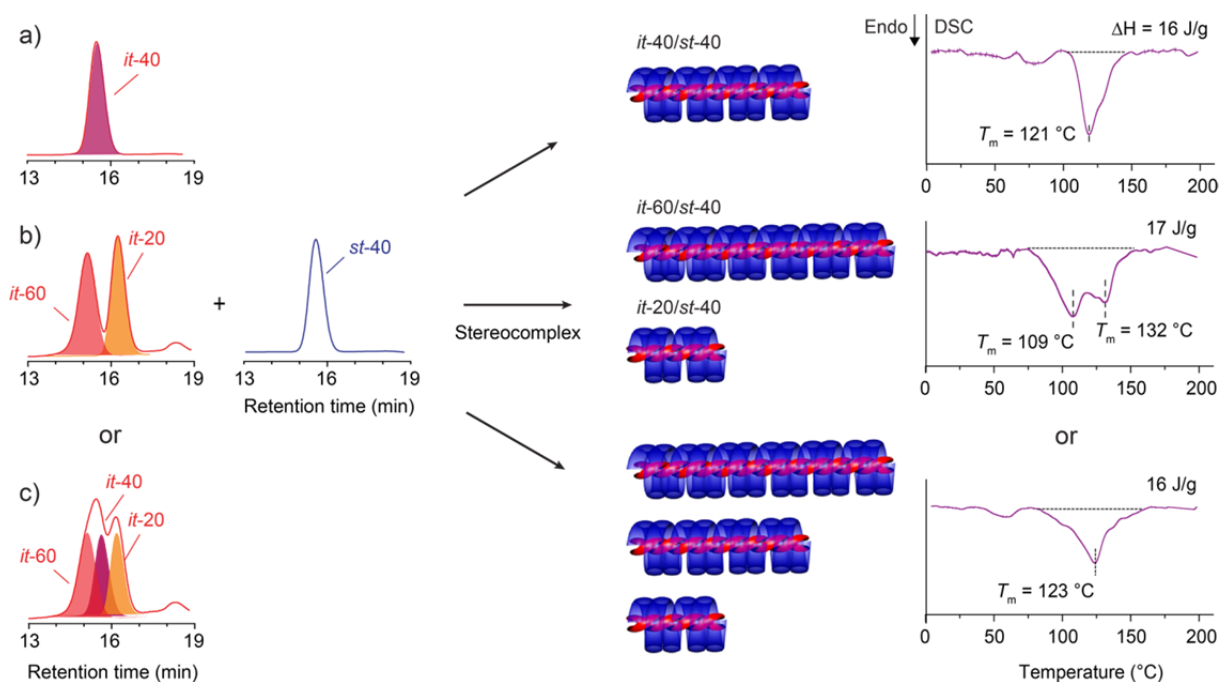 a)
it-40
13 16 19
b)
it-20
it-60
13 16 19
+
st-40
13 16 19
Retention time (min)
or
c)
it-40
it-20
it-60
13 16 19
Retention time (min)
Stereocomplex
it-40/st-40
it-60/st-40
it-20/st-40
Endo DSC
ΔH = 16 J/g
Tm = 121 °C
0 50 100 150 200
17 J/g
Tm = 109 °C
Tm = 132 °C
0 50 100 150 200
or
16 J/g
Tm = 123 °C
0 50 100 150 200
Temperature (°C)